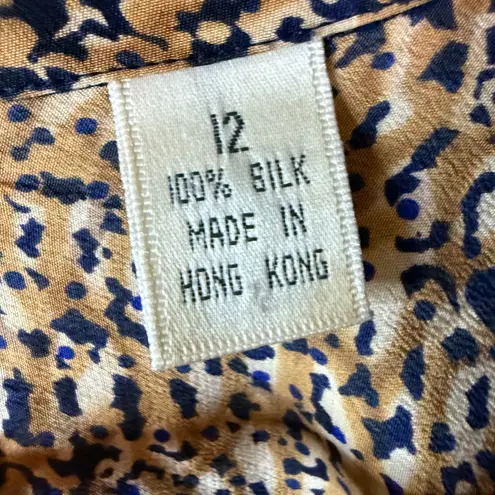 12
100% SILK
MADE IN
HONG KONG